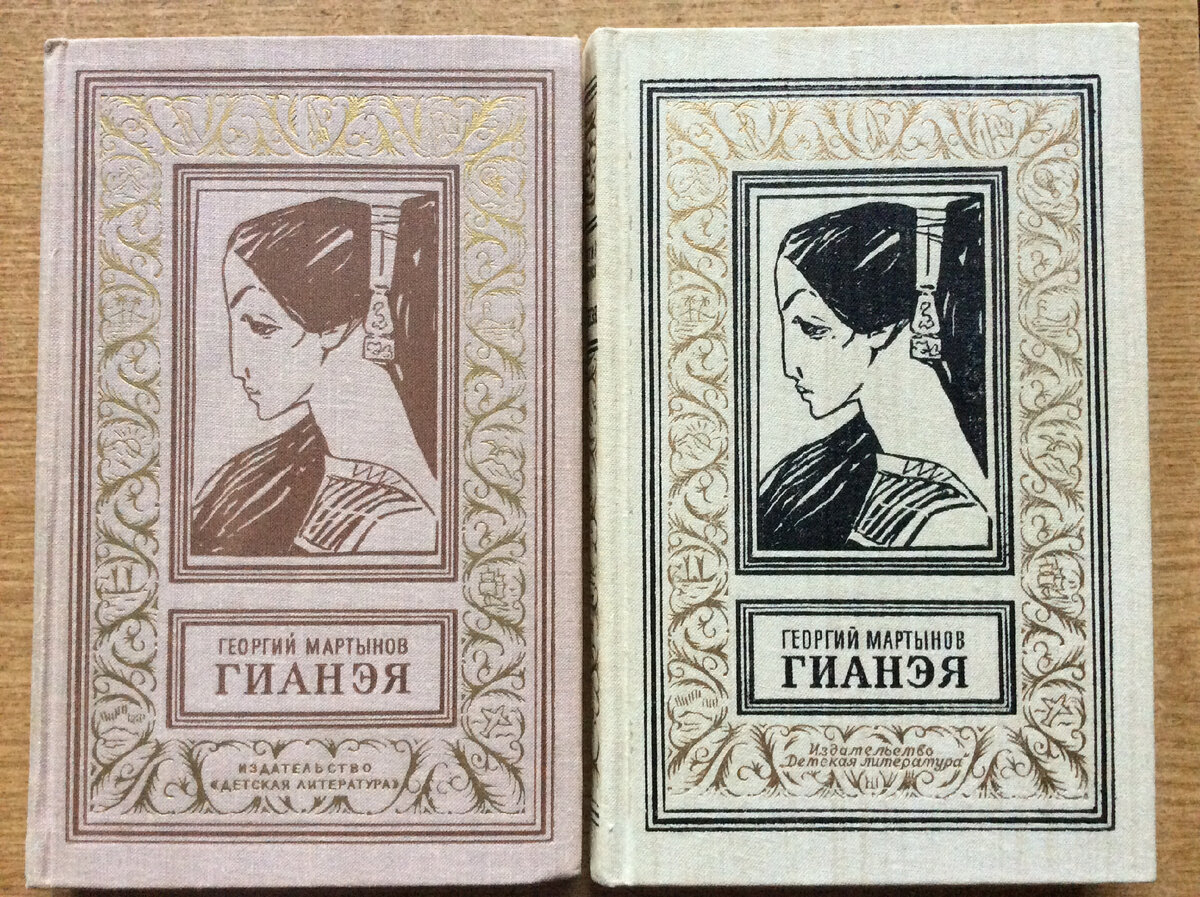 ГЕОРГИЙ МАРТЫНОВ
ГИАНЭЯ
ИЗДАТЕЛЬСТВО
«ДЕТСКАЯ ЛИТЕРАТУРА»
ГЕОРГИЙ МАРТЫНОВ
ГИАНЭЯ
Издательство
Детская литература